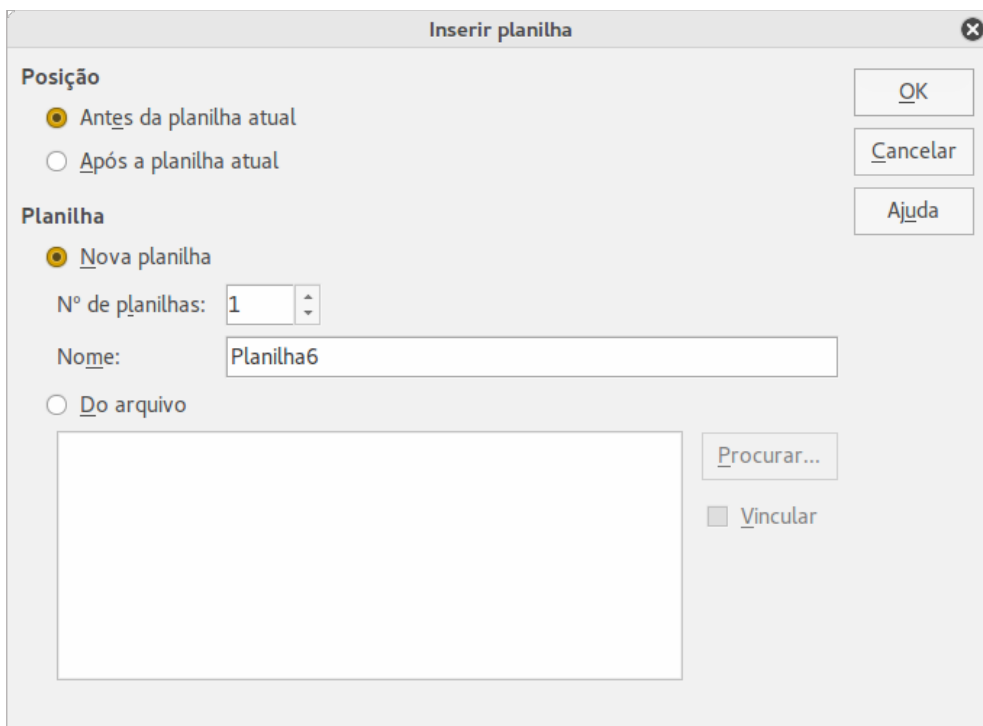 Inserir planilha
Posição
Antes da planilha atual
Após a planilha atual
OK
Cancelar
Ajuda
Planilha
Nova planilha
Nº de planilhas: 1
Nome: Planilha6
Do arquivo
Procurar...
Vincular